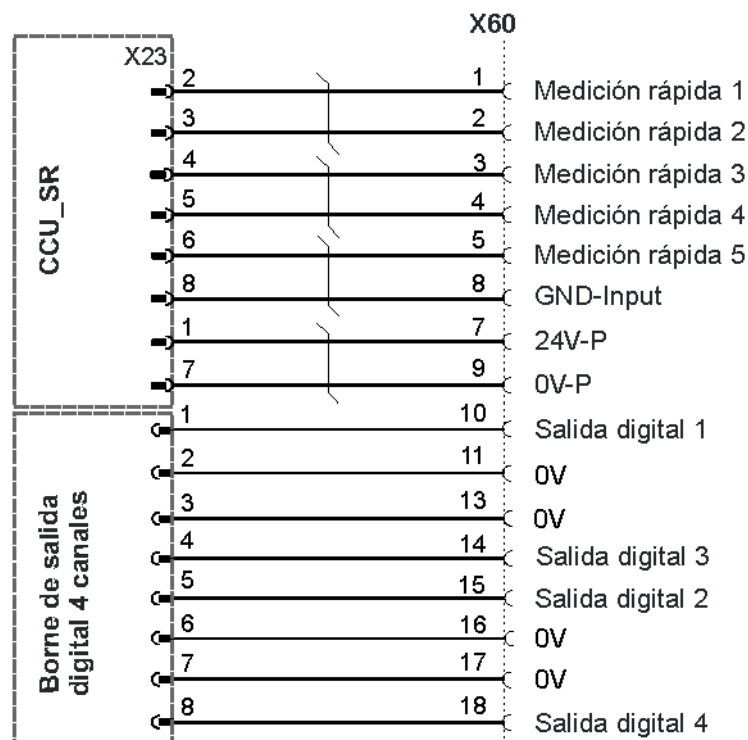 X60
X23
CCU_SR
2 1 Medición rápida 1
3 2 Medición rápida 2
4 3 Medición rápida 3
5 4 Medición rápida 4
6 5 Medición rápida 5
8 8 GND-Input
1 7 24V-P
7 9 0V-P
Borne de salida
digital 4 canales
1 10 Salida digital 1
2 11 0V
3 13 0V
4 14 Salida digital 3
5 15 Salida digital 2
6 16 0V
7 17 0V
8 18 Salida digital 4